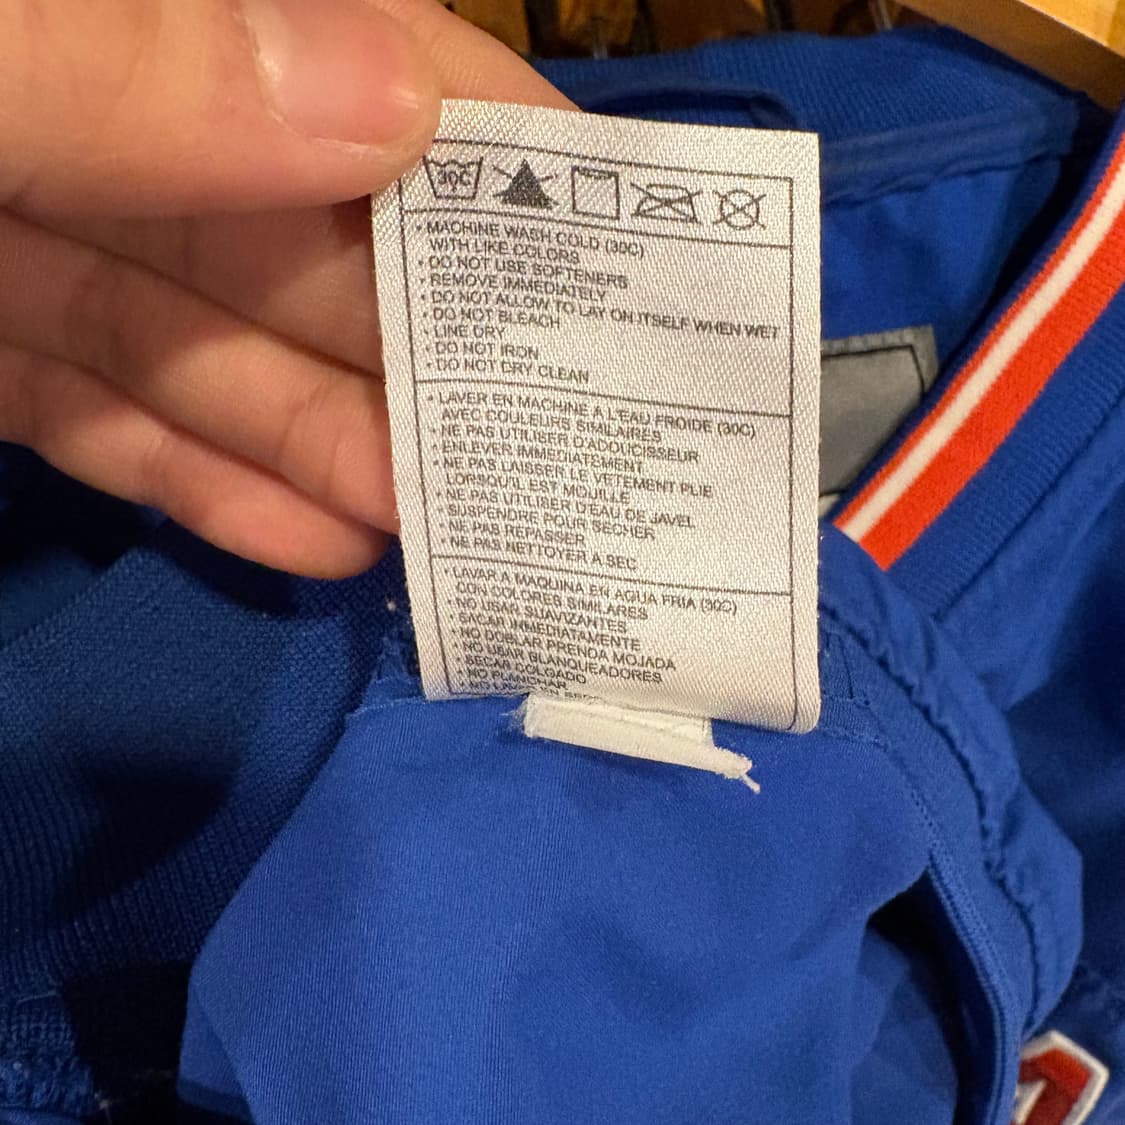 30C
• MACHINE WASH COLD (30C)
WITH LIKE COLORS
• DO NOT USE SOFTENERS
• REMOVE IMMEDIATELY
• DO NOT ALLOW TO LAY ON ITSELF WHEN WET
• DO NOT BLEACH
• LINE DRY
• DO NOT IRON
• DO NOT DRY CLEAN
• LAVER EN MACHINE A L'EAU FROIDE (30C)
AVEC COULEURS SIMILAIRES
• NE PAS UTILISER D'ADOUCISSEUR
• ENLEVER IMMEDIATEMENT
• NE PAS LAISSER LE VETEMENT PLIE
LORSQU'IL EST MOUILLE
• NE PAS UTILISER D'EAU DE JAVEL
• SUSPENDRE POUR SECHER
• NE PAS REPASSER
• NE PAS NETTOYER A SEC
• LAVAR A MAQUINA EN AGUA FRIA (30C)
CON COLORES SIMILARES
• NO USAR SUAVIZANTES
• SACAR INMEDIATAMENTE
• NO DOBLAR PRENDA MOJADA
• NO USAR BLANQUEADORES
• SECAR COLGADO
• NO PLANCHAR
• NO